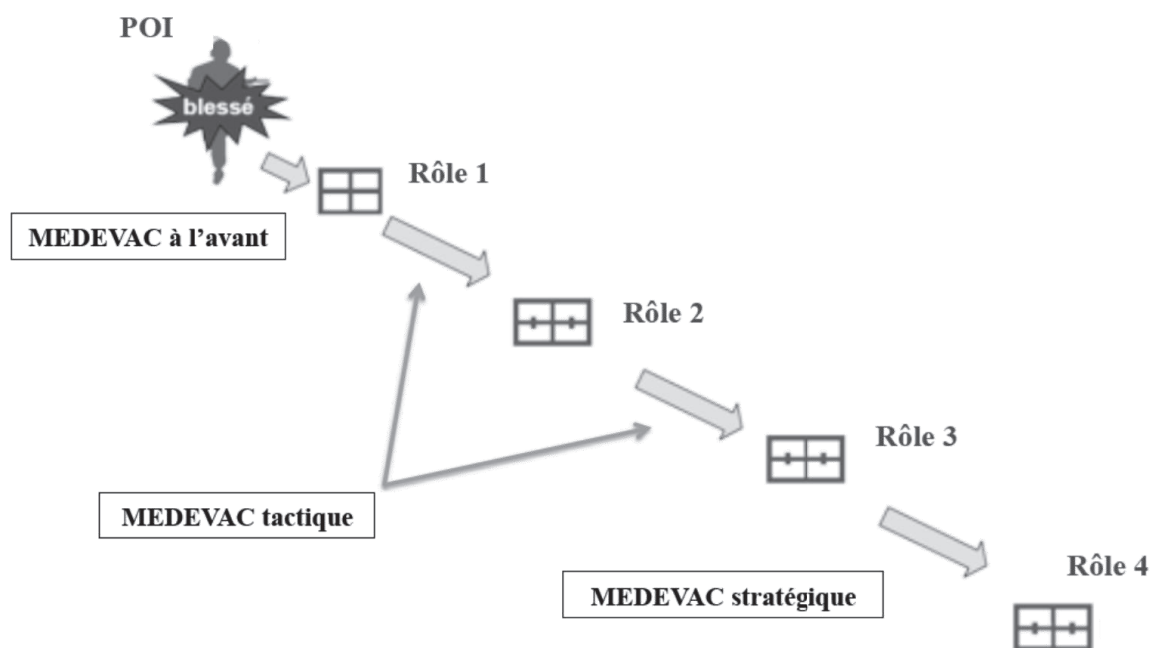 POI
blessé
Rôle 1
MEDEVAC à l’avant
Rôle 2
Rôle 3
MEDEVAC tactique
Rôle 4
MEDEVAC stratégique